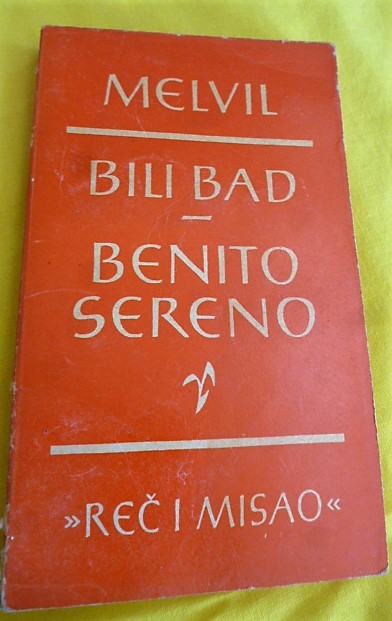 MELVIL
BILI BAD
–
BENITO
SERENO
»REČ I MISAO«